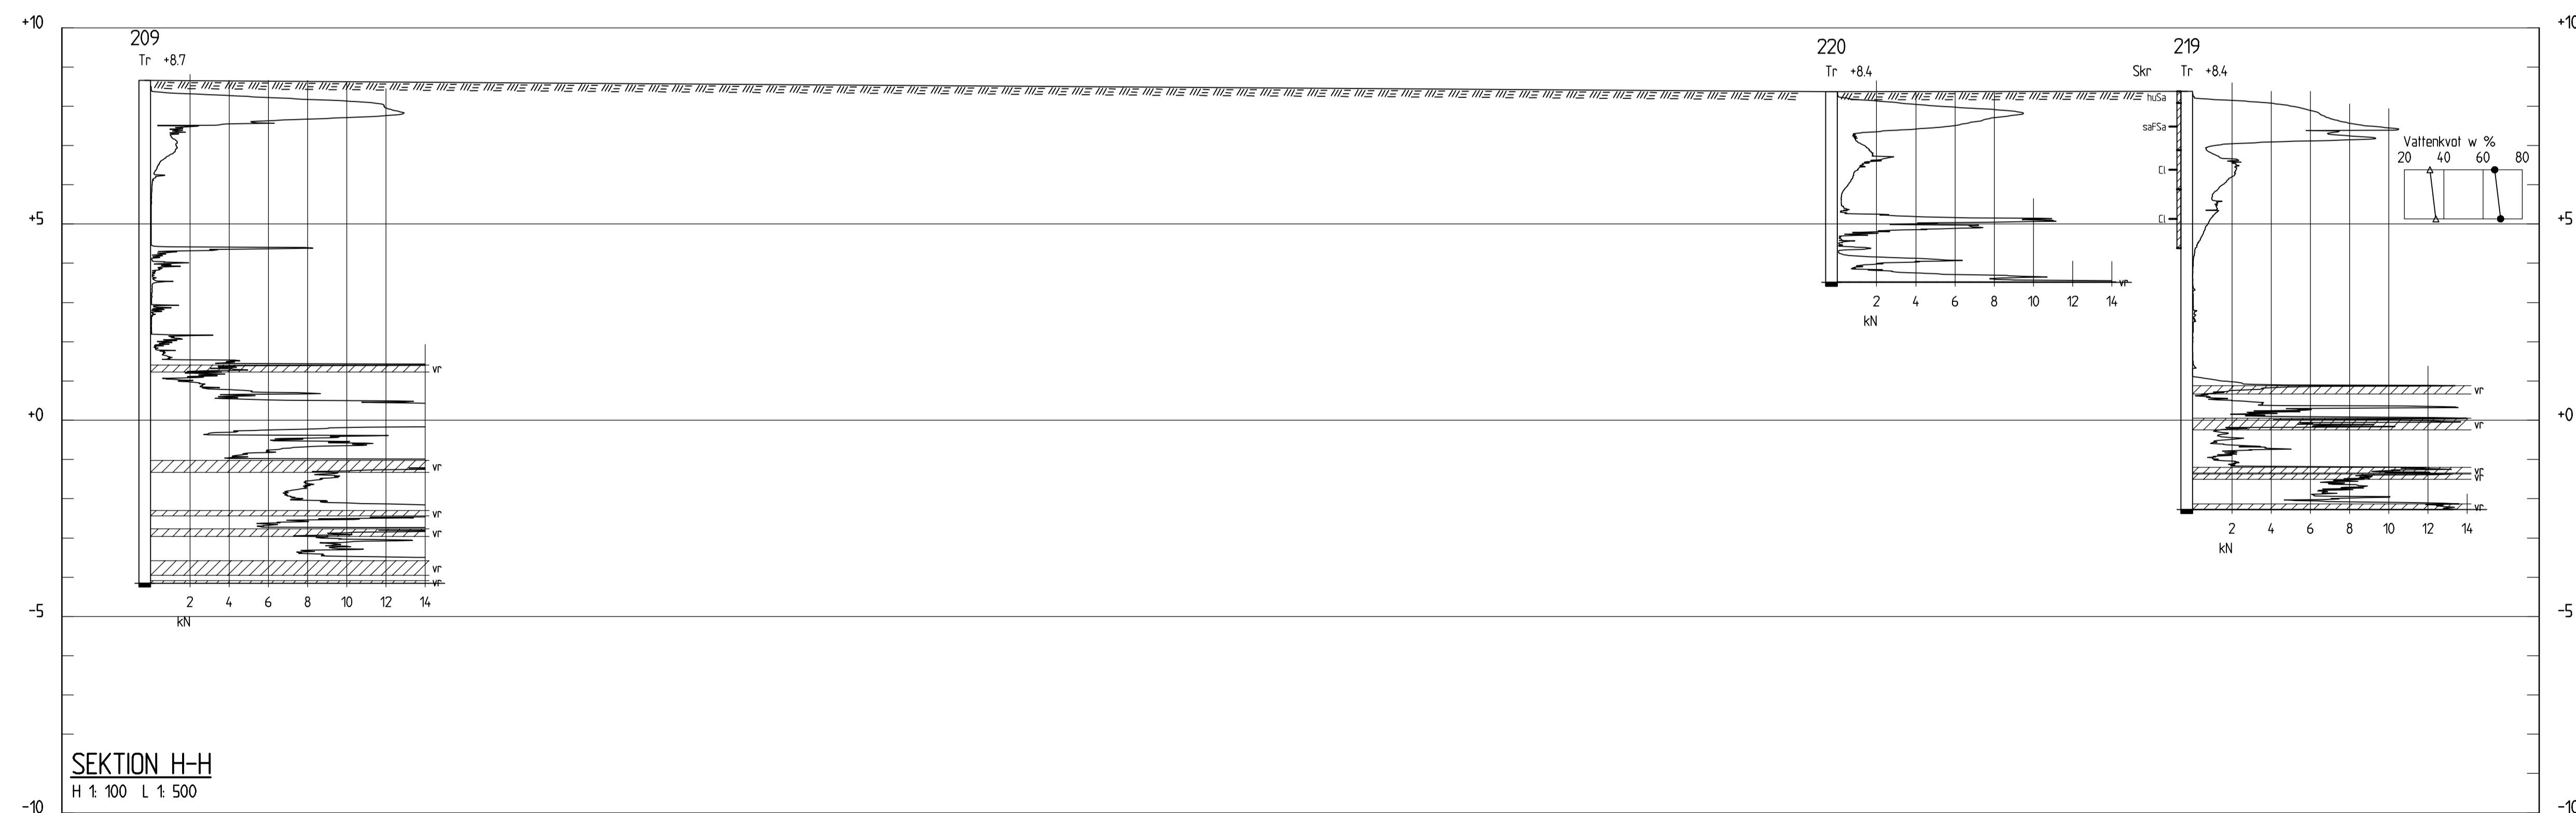 +10 +10
209 220 219
Tr +8.7 Tr +8.4 Skr Tr +8.4
huSa
saFSa
Vattenkvot w %
20 40 60 80
Cl
Cl
+5 +5
vr
2 4 6 8 10 12 14
kN
vr
vr
+0 +0
vr
vr
vr
vr
vr
vr
vr
2 4 6 8 10 12 14
kN
vr
2 4 6 8 10 12 14
kN
-5 -5
SEKTION H-H
H 1: 100 L 1: 500
-10 -10